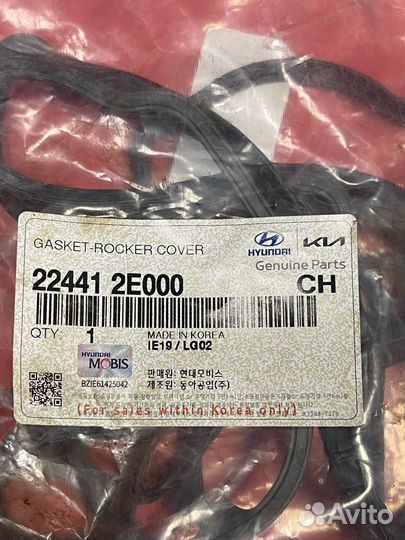 GASKET-ROCKER COVER
HYUNDAI
KIA
Genuine Parts
22441 2E000
CH
QTY:
1
MADE IN KOREA
IE19 / LG02
HYUNDAI
MOBIS
BZIE61425042
판매원: 현대모비스
제조원: 동아공업(주)
(For sales within Korea only)
Avito